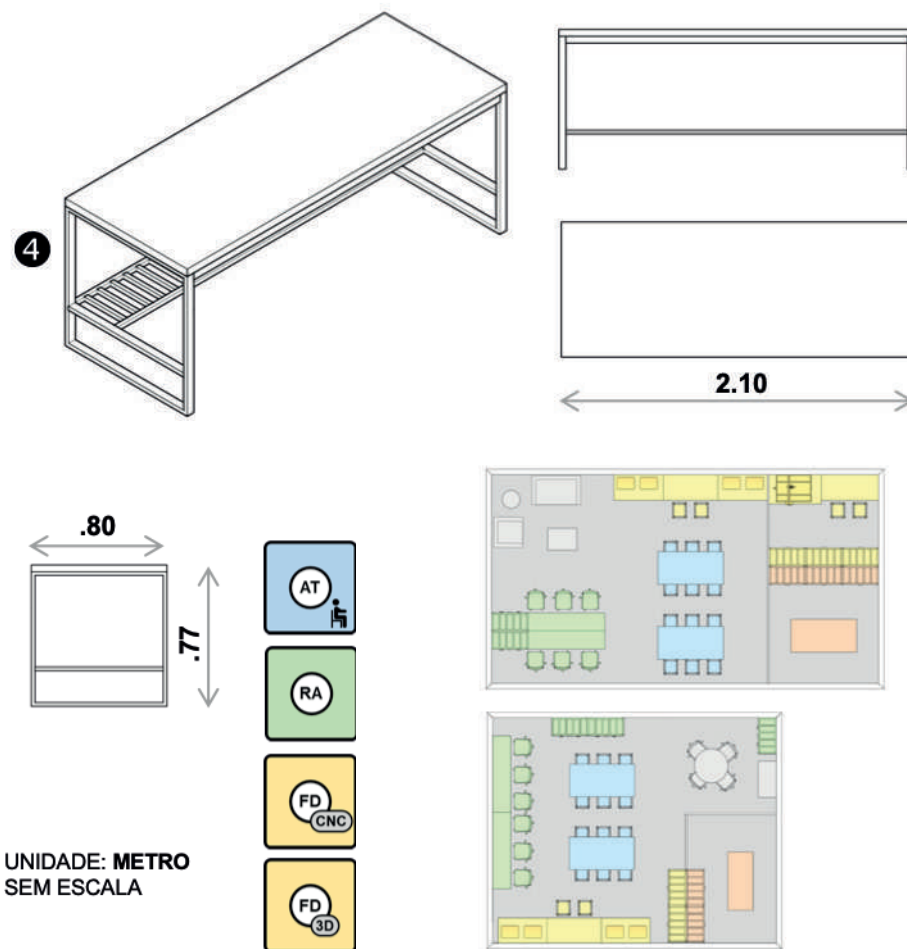 4
2.10
.80
.77
AT
RA
FD
CNC
FD
3D
UNIDADE: METRO
SEM ESCALA